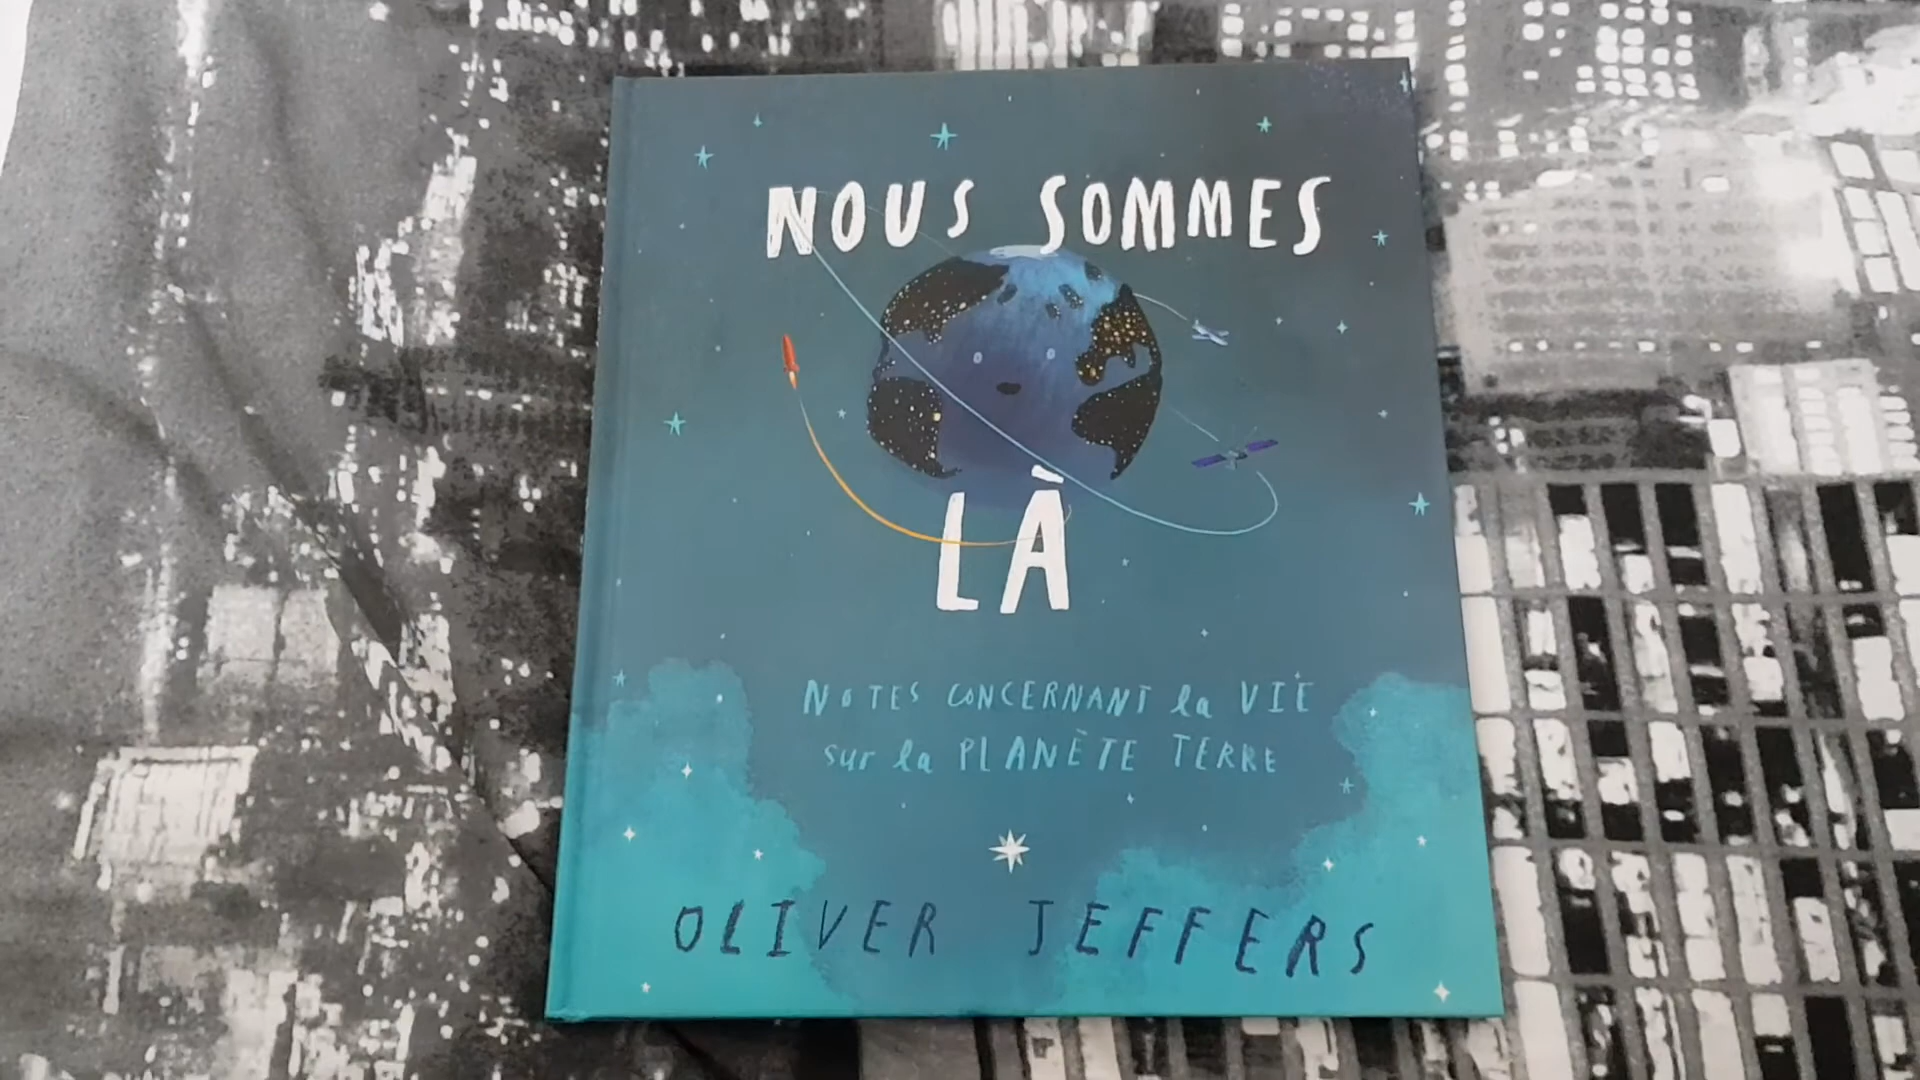 NOUS SOMMES
LÀ
NOTES CONCERNANT la VIE
sur la PLANÈTE TERRE
OLIVER JEFFERS